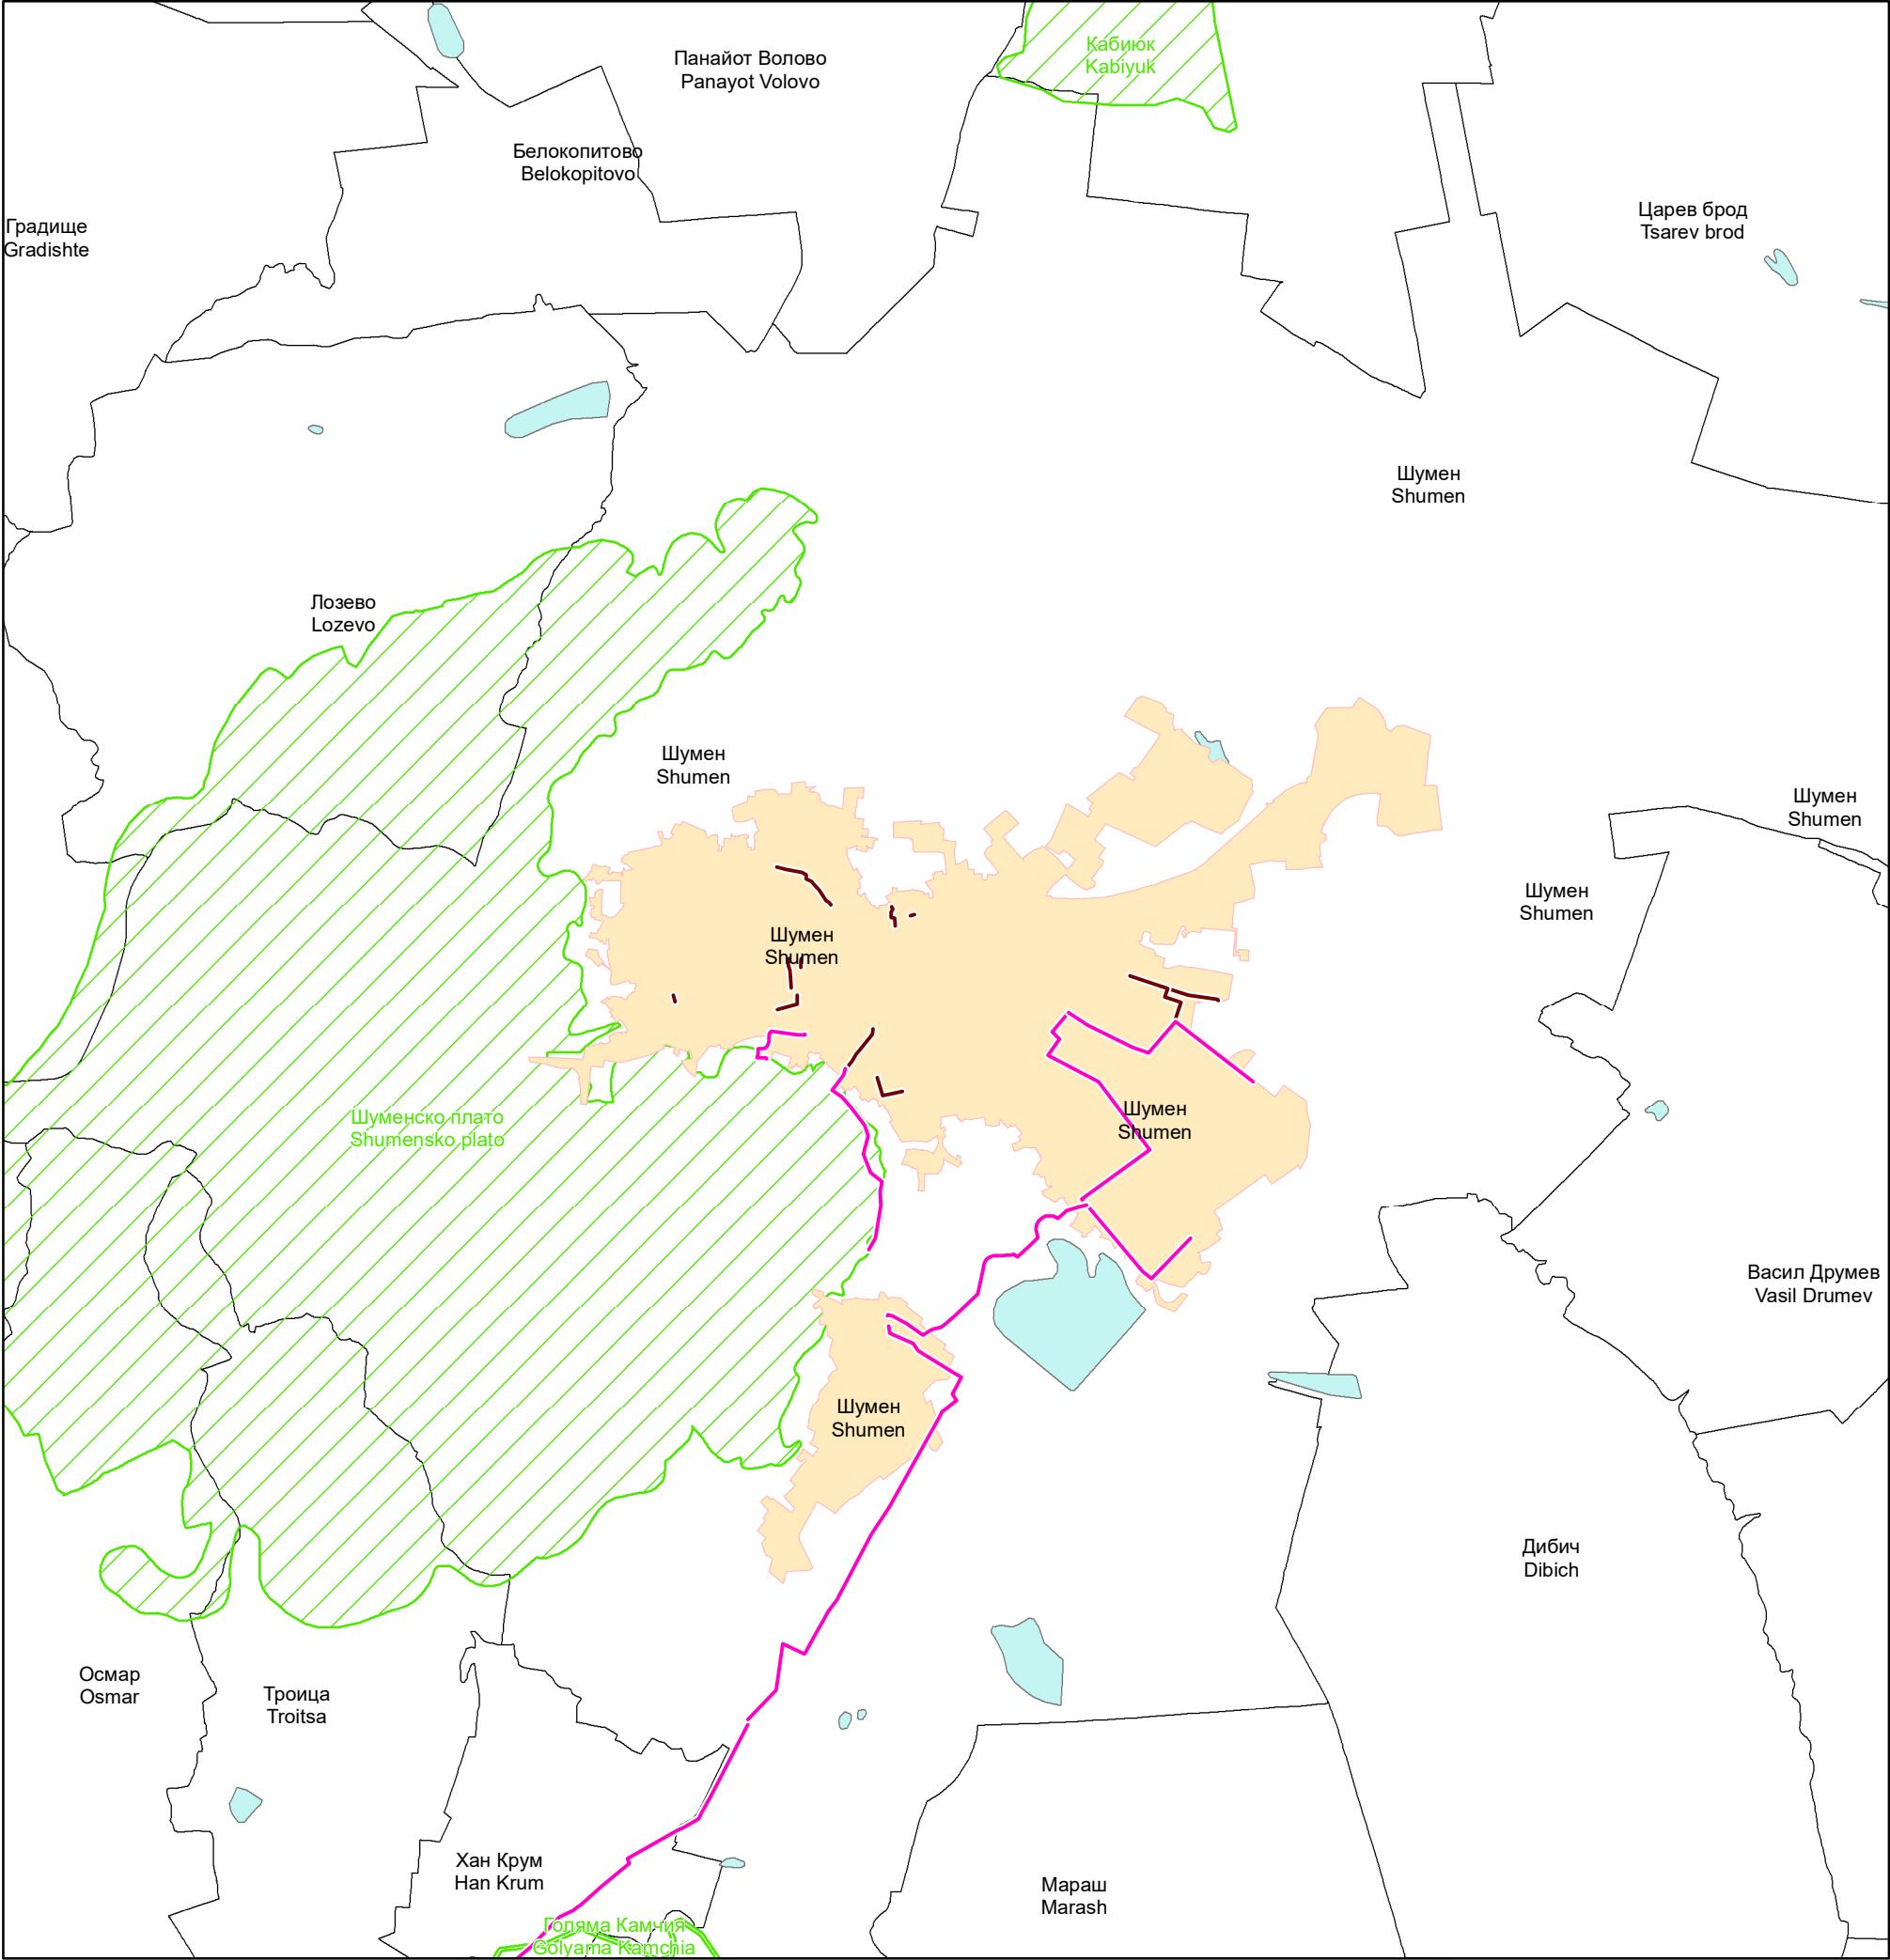 Кабиюк
Kabiyuk
Панайот Волово
Panayot Volovo
Белокопитово
Belokopitovo
Градище
Gradishte
Царев брод
Tsarev brod
Шумен
Shumen
Лозево
Lozevo
Шумен
Shumen
Шумен
Shumen
Шумен
Shumen
Шумен
Shumen
Шуменско плато
Shumensko plato
Шумен
Shumen
Васил Друмев
Vasil Drumev
Шумен
Shumen
Дибич
Dibich
Осмар
Osmar
Троица
Troitsa
Хан Крум
Han Krum
Мараш
Marash
Голяма Камчия
Golyama Kamchia